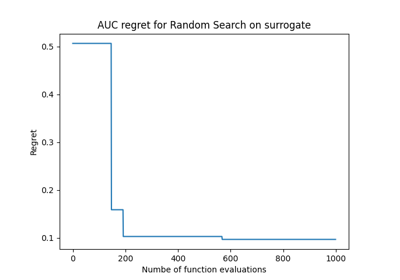 AUC regret for Random Search on surrogate
0.5
0.4
0.3
0.2
0.1
Regret
0 200 400 600 800 1000
Numbe of function evaluations